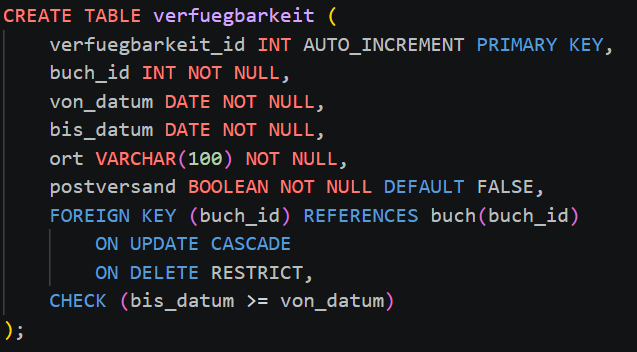 CREATE TABLE verfuegbarkeit (
    verfuegbarkeit_id INT AUTO_INCREMENT PRIMARY KEY,
    buch_id INT NOT NULL,
    von_datum DATE NOT NULL,
    bis_datum DATE NOT NULL,
    ort VARCHAR(100) NOT NULL,
    postversand BOOLEAN NOT NULL DEFAULT FALSE,
    FOREIGN KEY (buch_id) REFERENCES buch(buch_id)
        ON UPDATE CASCADE
        ON DELETE RESTRICT,
    CHECK (bis_datum >= von_datum)
);